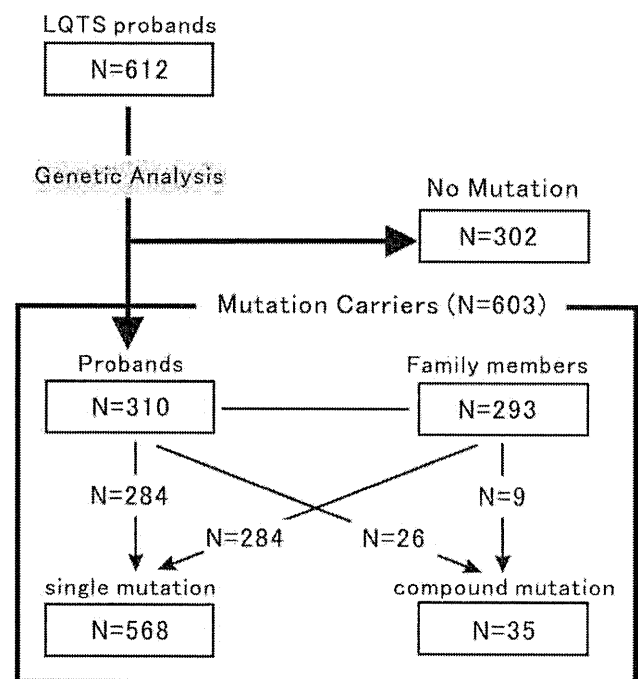 LQTS probands
N=612
Genetic Analysis
No Mutation
N=302
Mutation Carriers (N=603)
Probands
Family members
N=310
N=293
N=284
N=9
N=284
N=26
single mutation
compound mutation
N=568
N=35